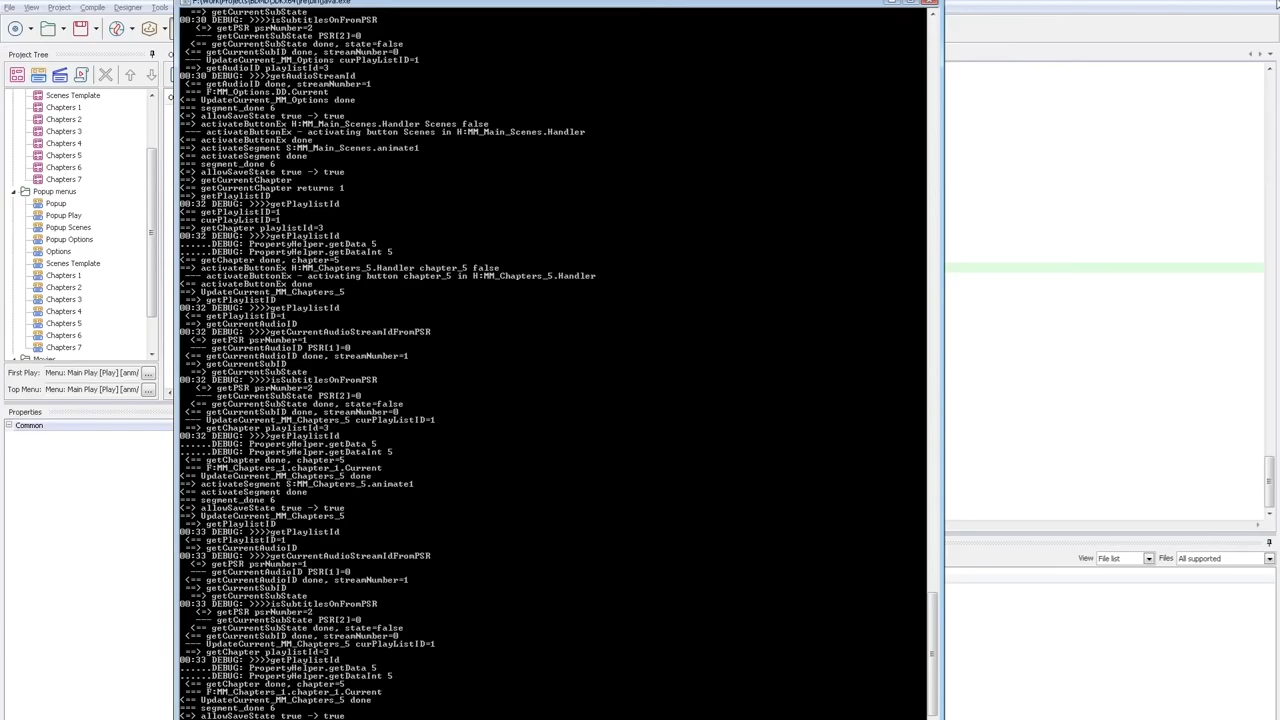 Project
Compile
Designer
Tools
Project Tree
Scenes Template
Chapters 1
Chapters 2
Chapters 3
Chapters 4
Chapters 5
Chapters 6
Chapters 7
Popup menus
Popup
Popup Play
Popup Scenes
Popup Options
Options
Scenes Template
Chapters 1
Chapters 2
Chapters 3
Chapters 4
Chapters 5
Chapters 6
Chapters 7
First Play: Menu: Main Play [Play] [anm/ ...
Top Menu: Menu: Main Play [Play] [anm/ ...
Properties
Common
==> getCurrentSubState
00:30 DEBUG: >>>>isSubtitlesOnFromPSR
<=> getPSR psrNumber=2
--- getCurrentSubState PSR[2]=0
<== getCurrentSubState done, state=false
<== getCurrentSubID done, streamNumber=0
--- UpdateCurrent_MM_Options curPlayListID=1
==> getAudioID playlistId=3
00:30 DEBUG: >>>>getAudioStreamId
<== getAudioID done, streamNumber=1
=== F:MM_Options.DD.Current
<== UpdateCurrent_MM_Options done
=== segment_done 6
<=> allowSaveState true -> true
==> activateButtonEx H:MM_Main_Scenes.Handler Scenes false
--- activateButtonEx - activating button Scenes in H:MM_Main_Scenes.Handler
<== activateButtonEx done
==> activateSegment S:MM_Main_Scenes.animate1
<== activateSegment done
=== segment_done 6
<=> allowSaveState true -> true
==> getCurrentChapter
<== getCurrentChapter returns 1
==> getPlaylistID
00:32 DEBUG: >>>>getPlaylistId
<== getPlaylistID=1
=== curPlayListID=1
==> getChapter playlistId=3
00:32 DEBUG: >>>>getPlaylistId
......DEBUG: PropertyHelper.getData 5
......DEBUG: PropertyHelper.getDataInt 5
<== getChapter done, chapter=5
==> activateButtonEx H:MM_Chapters_5.Handler chapter_5 false
--- activateButtonEx - activating button chapter_5 in H:MM_Chapters_5.Handler
<== activateButtonEx done
==> UpdateCurrent_MM_Chapters_5
==> getPlaylistID
00:32 DEBUG: >>>>getPlaylistId
<== getPlaylistID=1
==> getCurrentAudioID
00:32 DEBUG: >>>>getCurrentAudioStreamIdFromPSR
<=> getPSR psrNumber=1
--- getCurrentAudioID PSR[1]=0
<== getCurrentAudioID done, streamNumber=1
==> getCurrentSubID
==> getCurrentSubState
00:32 DEBUG: >>>>isSubtitlesOnFromPSR
<=> getPSR psrNumber=2
--- getCurrentSubState PSR[2]=0
<== getCurrentSubState done, state=false
<== getCurrentSubID done, streamNumber=0
--- UpdateCurrent_MM_Chapters_5 curPlayListID=1
==> getChapter playlistId=3
00:32 DEBUG: >>>>getPlaylistId
......DEBUG: PropertyHelper.getData 5
......DEBUG: PropertyHelper.getDataInt 5
<== getChapter done, chapter=5
=== F:MM_Chapters_1.chapter_1.Current
<== UpdateCurrent_MM_Chapters_5 done
==> activateSegment S:MM_Chapters_5.animate1
<== activateSegment done
=== segment_done 6
<=> allowSaveState true -> true
==> UpdateCurrent_MM_Chapters_5
==> getPlaylistID
00:33 DEBUG: >>>>getPlaylistId
<== getPlaylistID=1
==> getCurrentAudioID
00:33 DEBUG: >>>>getCurrentAudioStreamIdFromPSR
<=> getPSR psrNumber=1
--- getCurrentAudioID PSR[1]=0
<== getCurrentAudioID done, streamNumber=1
==> getCurrentSubID
==> getCurrentSubState
00:33 DEBUG: >>>>isSubtitlesOnFromPSR
<=> getPSR psrNumber=2
--- getCurrentSubState PSR[2]=0
<== getCurrentSubState done, state=false
<== getCurrentSubID done, streamNumber=0
--- UpdateCurrent_MM_Chapters_5 curPlayListID=1
==> getChapter playlistId=3
00:33 DEBUG: >>>>getPlaylistId
......DEBUG: PropertyHelper.getData 5
......DEBUG: PropertyHelper.getDataInt 5
<== getChapter done, chapter=5
=== F:MM_Chapters_1.chapter_1.Current
<== UpdateCurrent_MM_Chapters_5 done
=== segment_done 6
<=> allowSaveState true -> true
View File list Files All supported